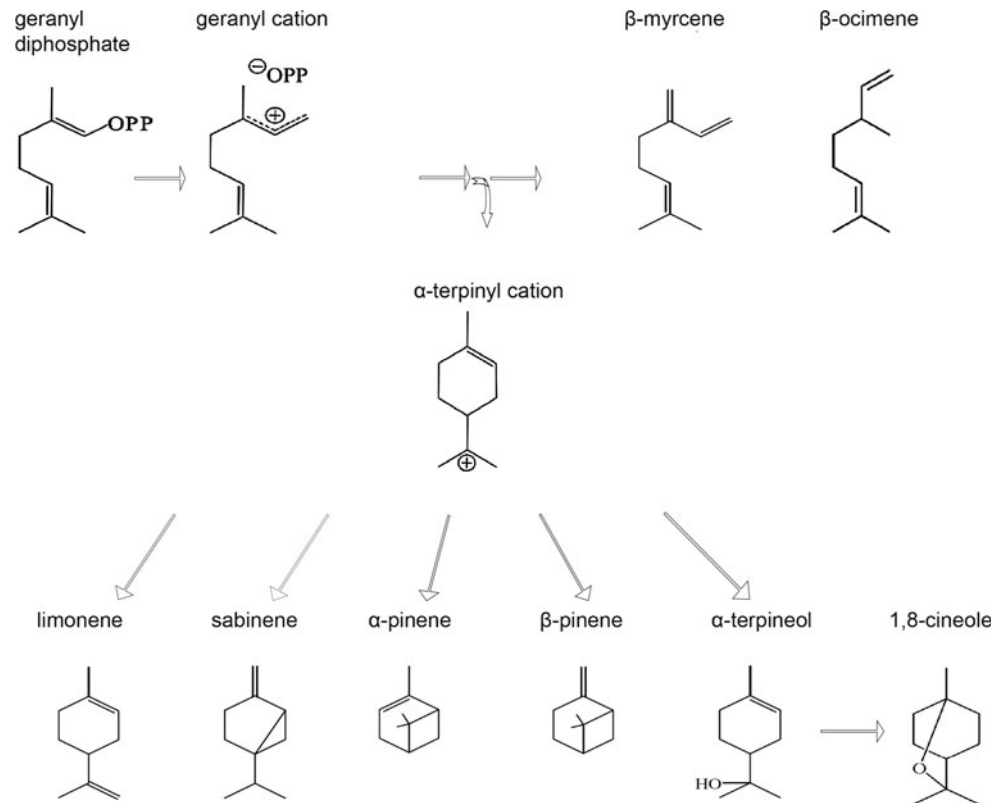 geranyl diphosphate
geranyl cation
β-myrcene
β-ocimene
OPP
⊖OPP
⊕
α-terpinyl cation
⊕
limonene
sabinene
α-pinene
β-pinene
α-terpineol
1,8-cineole
HO
O